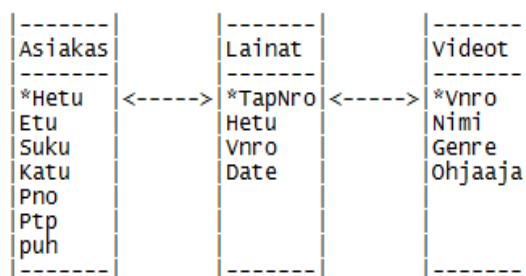 |-------|         |-------|         |-------
|Asiakas|         |Lainat |         |Videot
|-------|         |-------|         |-------
|*Hetu  |<----->|*TapNro|<----->|*Vnro
|Etu    |         |Hetu   |         |Nimi
|Suku   |         |Vnro   |         |Genre
|Katu   |         |Date   |         |Ohjaaja
|Pno    |         |       |         |
|Ptp    |         |       |         |
|puh    |         |       |         |
|-------|         |-------|         |-------